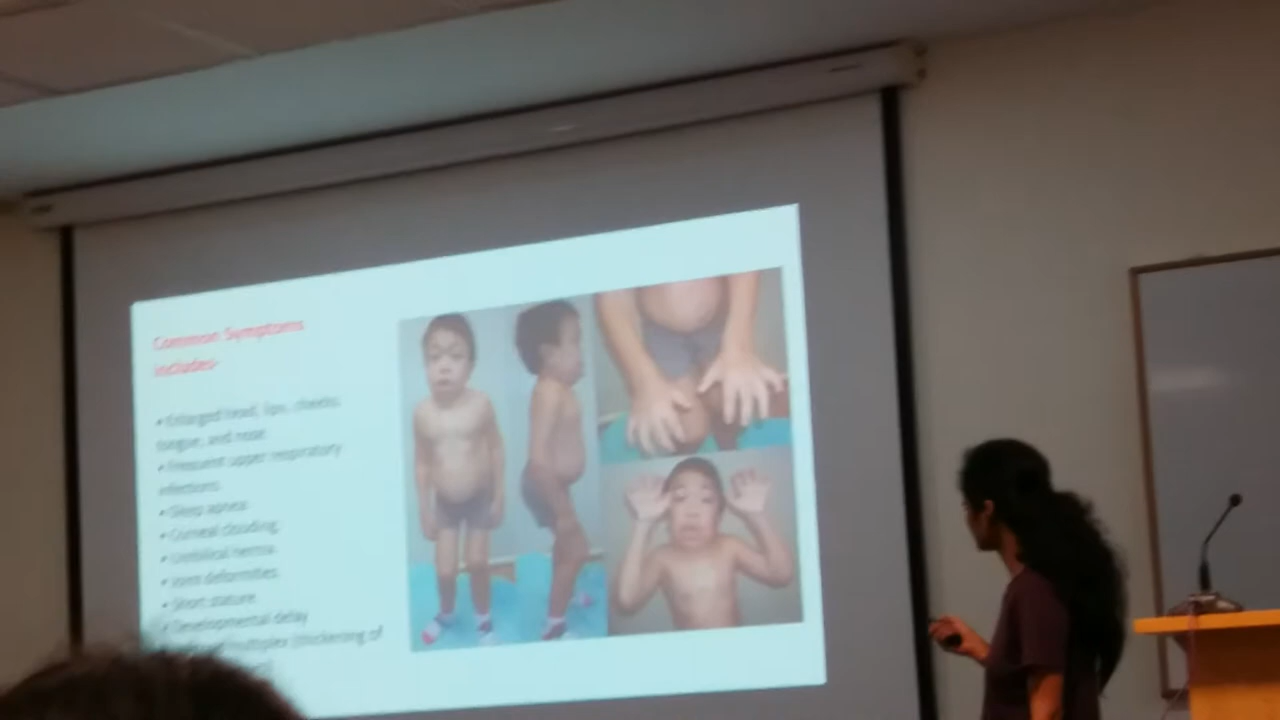 Common Symptoms
includes-
• Enlarged head, lips, cheeks,
tongue, and nose
• Frequent upper respiratory
infections
• Sleep apnea
• Corneal clouding
• Umbilical hernia
• Joint deformities
• Short stature
• Developmental delay
multiplex (thickening of